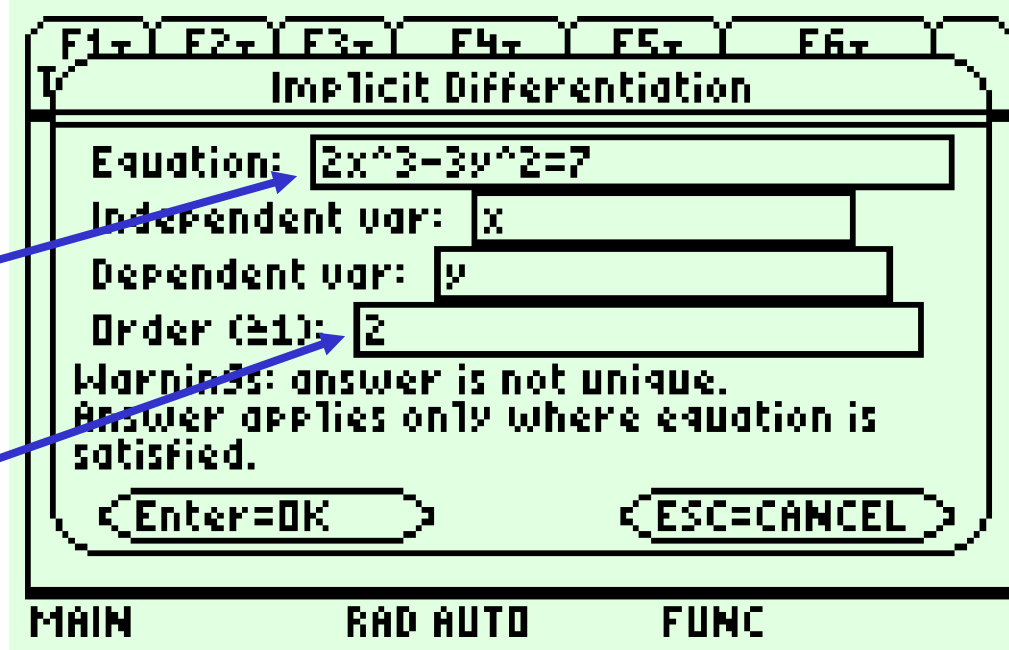 F1 F2 F3 F4 F5 F6
T
Implicit Differentiation
Equation: 2x^3-3y^2=7
Independent var: x
Dependent var: y
Order (≥1): 2
Warnings: answer is not unique.
Answer applies only where equation is
satisfied.
Enter=OK ESC=CANCEL
MAIN RAD AUTO FUNC